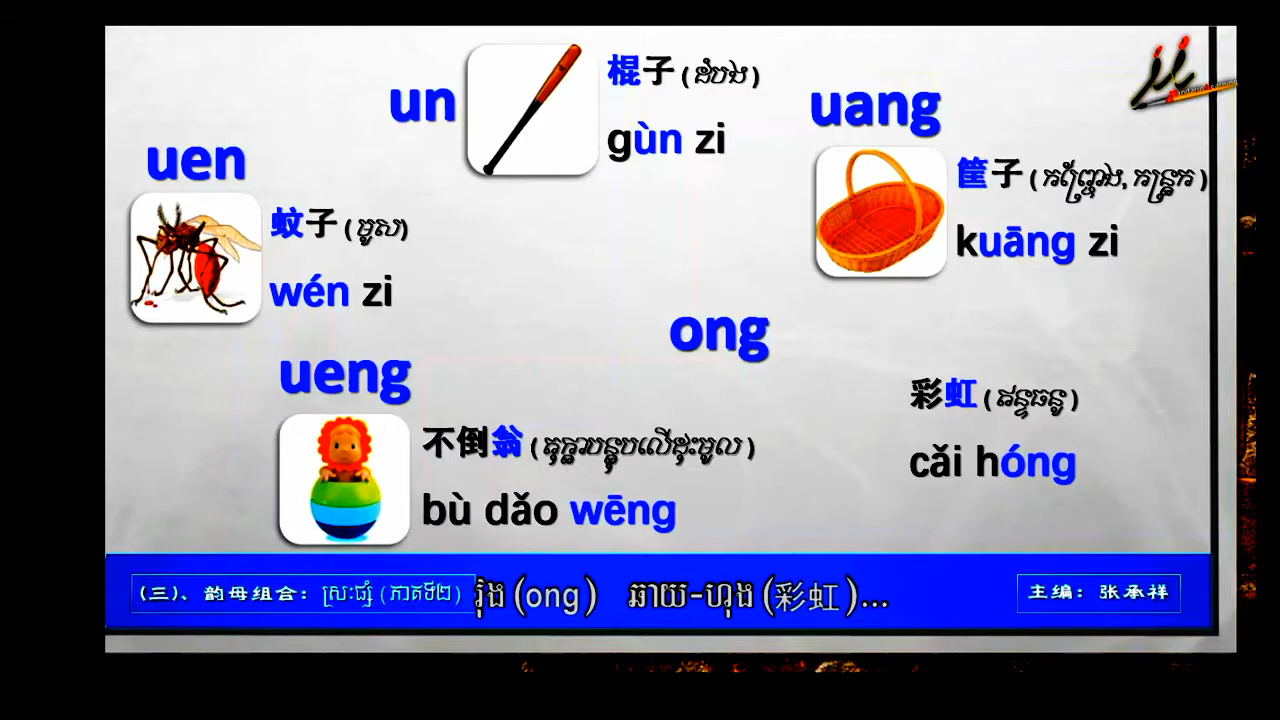 un
棍子 (ដំបង)
gùn zi
uang
筐子 (កញ្ច្រែង, កន្ត្រក)
kuāng zi
uen
蚊子 (មូស)
wén zi
ong
彩虹 (ឥន្ទធនូ)
cǎi hóng
ueng
不倒翁 (តុក្កតាបន្តុបលើដុះមូល)
bù dǎo wēng
(三)、韵母组合: ស្រៈផ្សំ (ភាគទី២) រ៉ុង (ong) ឆាយ-ហុង (彩虹)...
主编: 张承祥